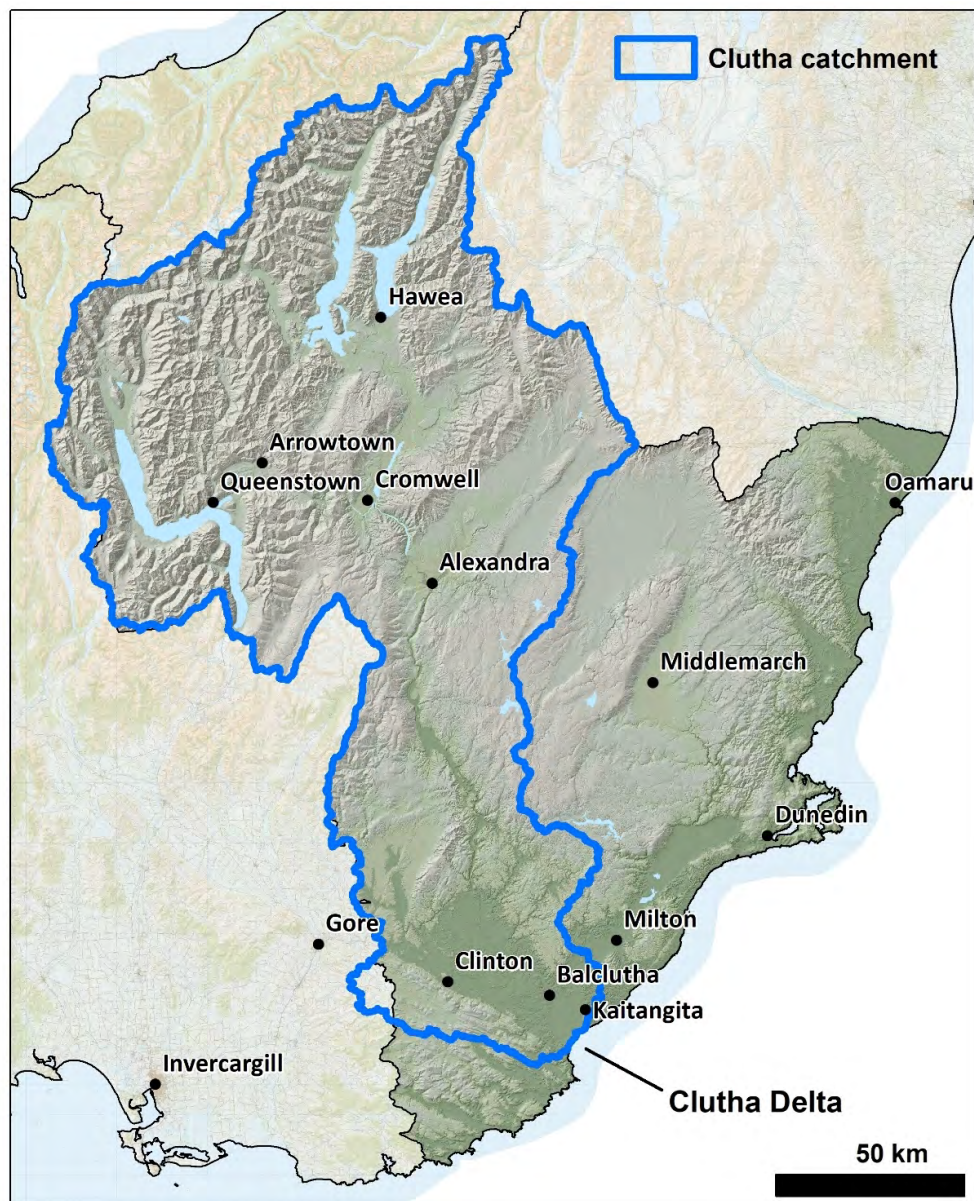 Clutha catchment
Hawea
Arrowtown
Queenstown
Cromwell
Oamaru
Alexandra
Middlemarch
Dunedin
Gore
Milton
Clinton
Balclutha
Kaitangita
Invercargill
Clutha Delta
50 km